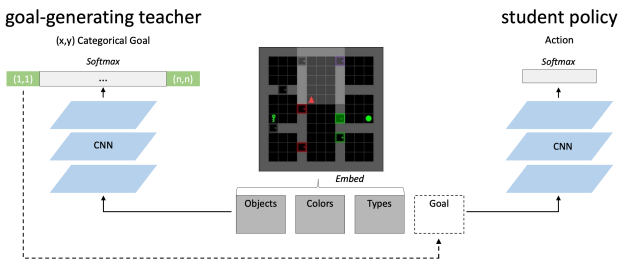 goal-generating teacher
(x,y) Categorical Goal
Softmax
(1,1) ... (n,n)
CNN
Embed
Objects Colors Types Goal
student policy
Action
Softmax
CNN